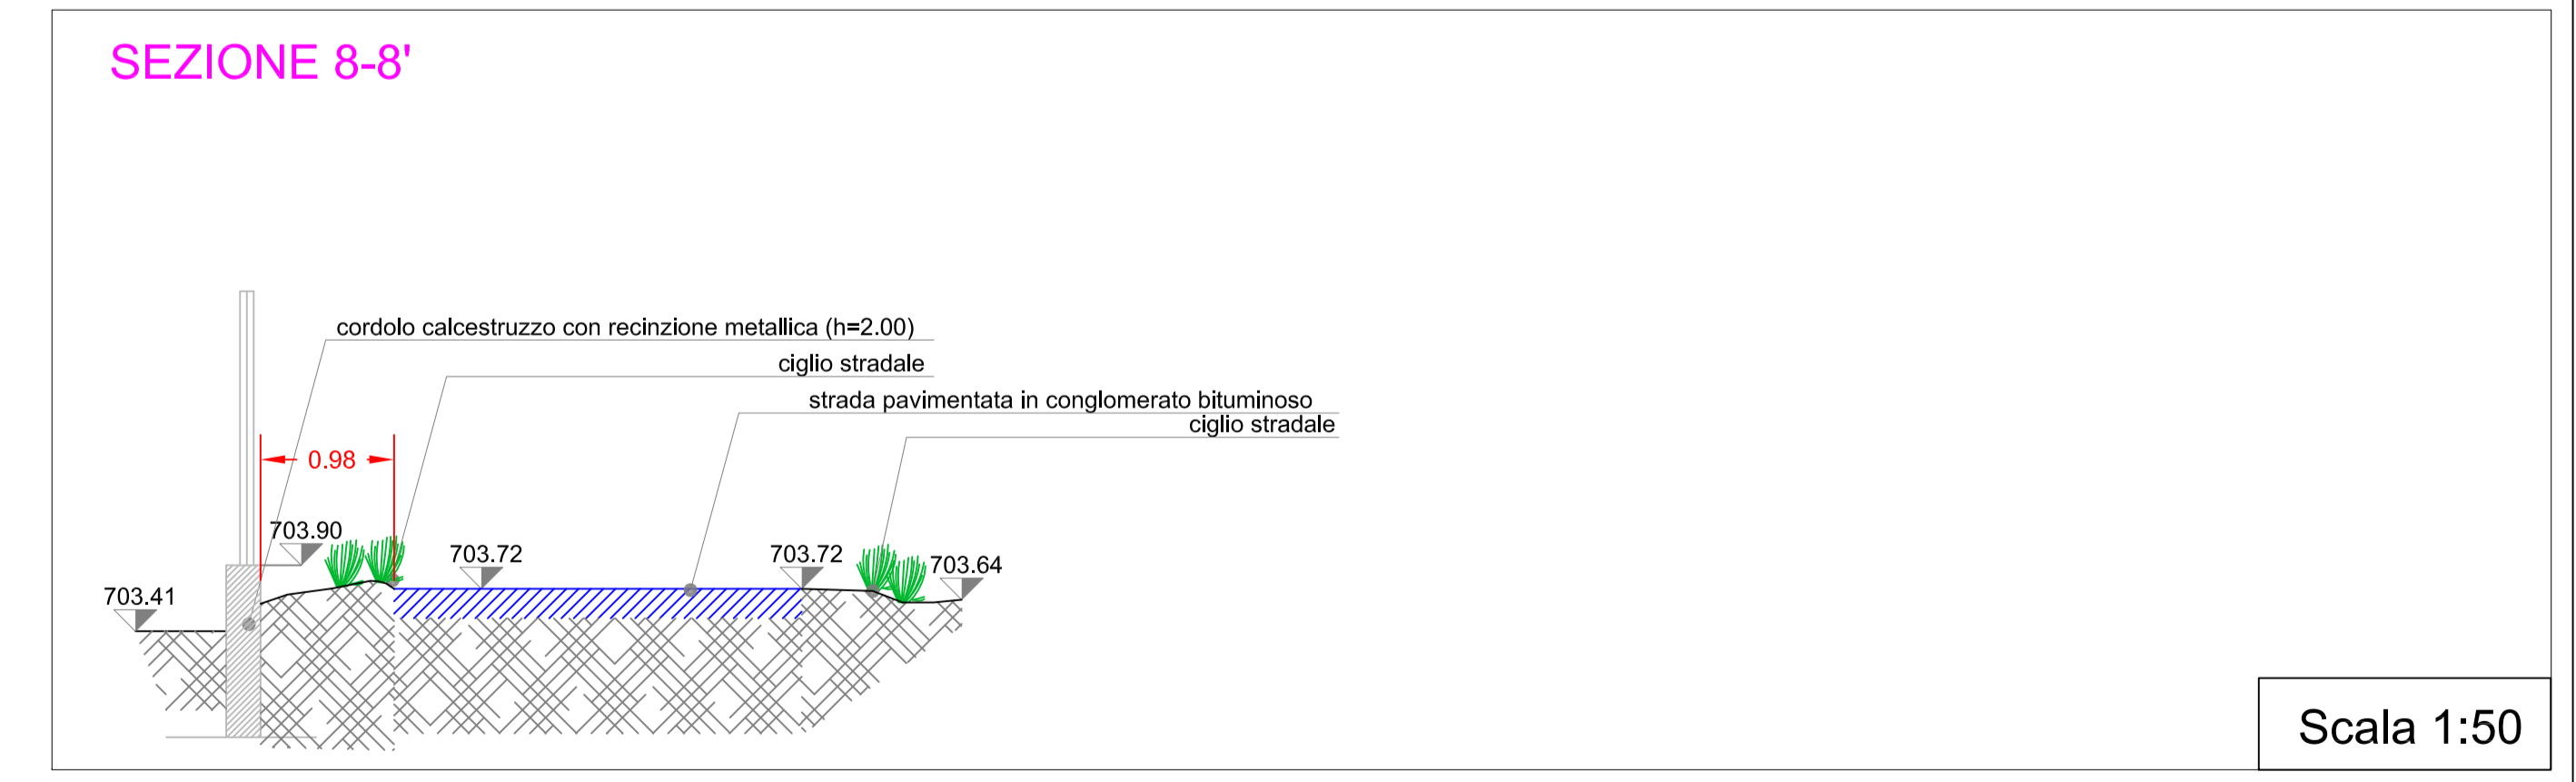 SEZIONE 8-8'
cordolo calcestruzzo con recinzione metallica (h=2.00)
ciglio stradale
strada pavimentata in conglomerato bituminoso
ciglio stradale
0.98
703.90
703.72
703.72
703.64
703.41
Scala 1:50